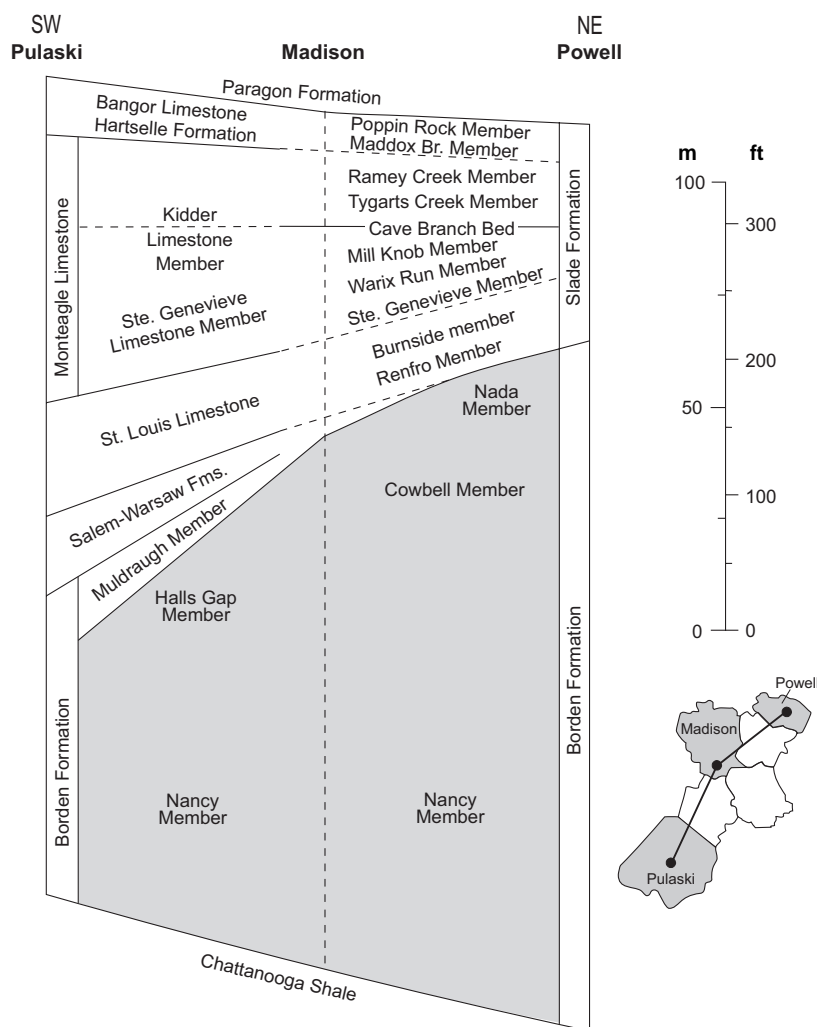 SW
NE
Pulaski
Madison
Powell
Paragon Formation
Bangor Limestone
Hartselle Formation
Poppin Rock Member
Maddox Br. Member
Ramey Creek Member
Tygarts Creek Member
Kidder
Limestone
Member
Cave Branch Bed
Mill Knob Member
Warix Run Member
Ste. Genevieve
Limestone Member
Ste. Genevieve Member
Burnside member
Renfro Member
Monteagle Limestone
Slade Formation
St. Louis Limestone
Nada
Member
Salem-Warsaw Fms.
Cowbell Member
Muldraugh Member
Halls Gap
Member
Borden Formation
Borden Formation
Nancy
Member
Nancy
Member
Chattanooga Shale
m
ft
100
300
200
50
100
0
0
Powell
Madison
Pulaski